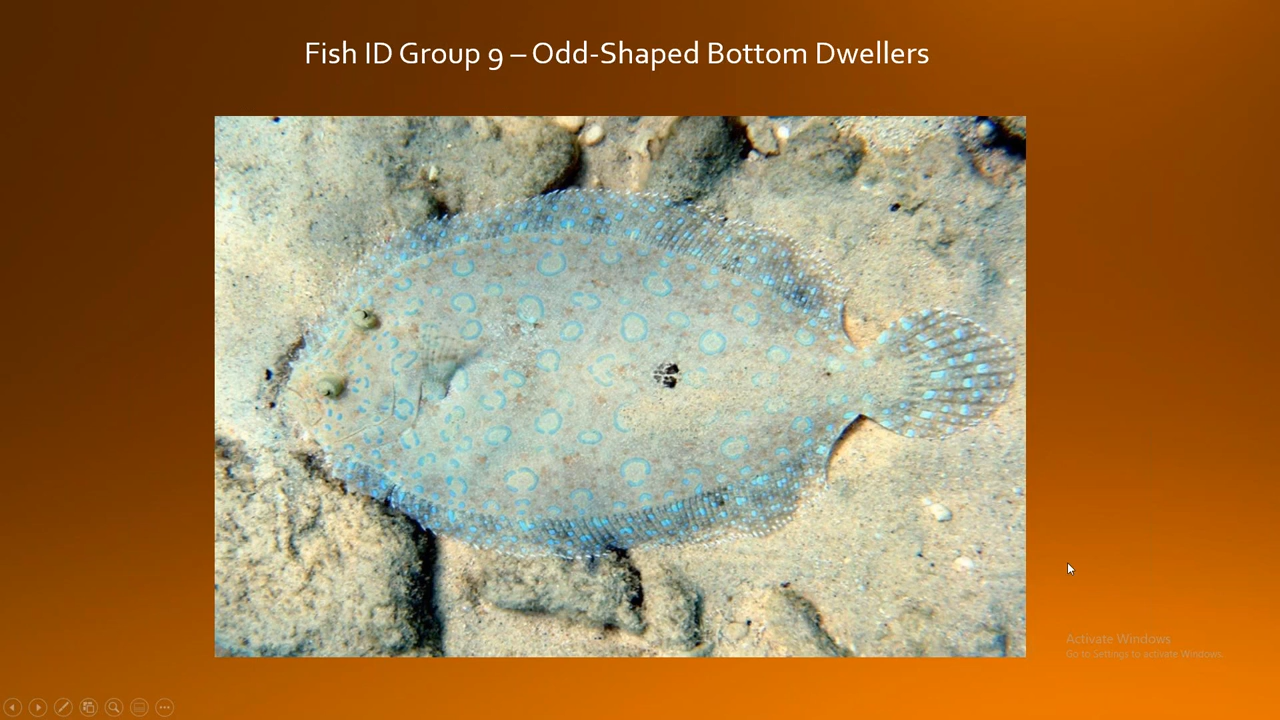 Fish ID Group 9 – Odd-Shaped Bottom Dwellers
Activate Windows
Go to Settings to activate Windows.